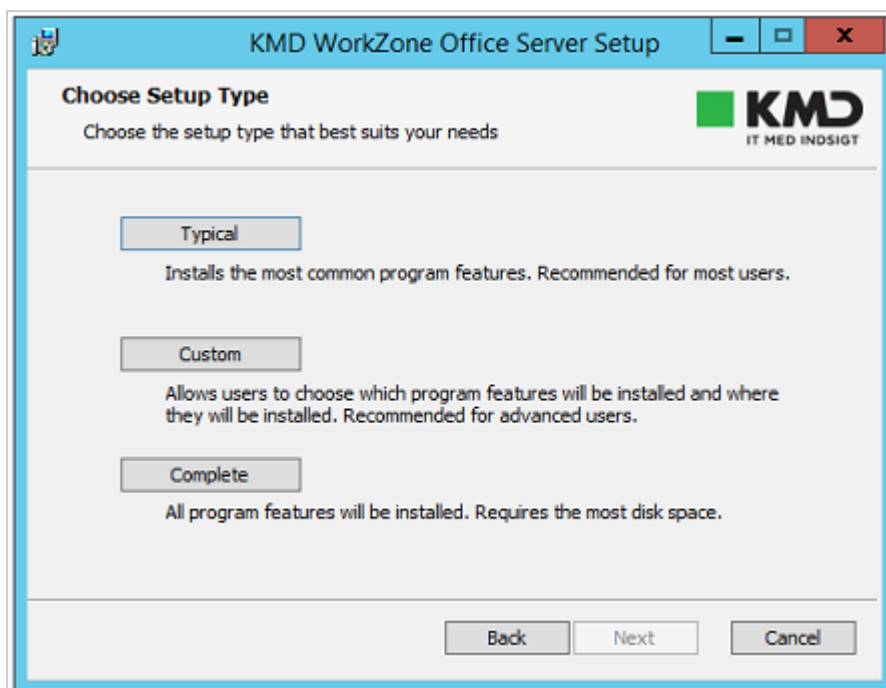 KMD WorkZone Office Server Setup
Choose Setup Type
Choose the setup type that best suits your needs
KMD
IT MED INDSIGT
Typical
Installs the most common program features. Recommended for most users.
Custom
Allows users to choose which program features will be installed and where
they will be installed. Recommended for advanced users.
Complete
All program features will be installed. Requires the most disk space.
Back Next Cancel